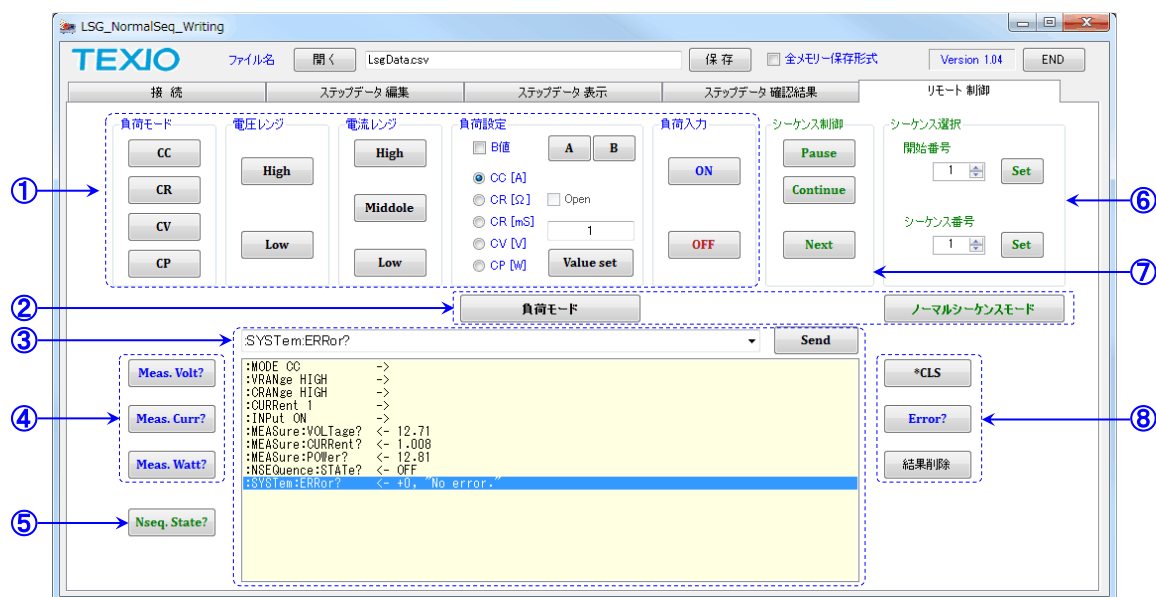 LSG_NormalSeq_Writing
TEXIO ファイル名 開く LsgData.csv 保存 全メモリー保存形式 Version 1.04 END
接続 ステップデータ編集 ステップデータ表示 ステップデータ確認結果 リモート制御
負荷モード 電圧レンジ 電流レンジ 負荷設定 負荷入力 シーケンス制御 シーケンス選択
CC High B値 A B Pause 開始番号
High CC [A] ON 1 Set
① CR CR [Ω] Open Continue ⑥
Middole CR [mS] 1 シーケンス番号
CV Low CV [V] OFF Next 1 Set
CP Low CP [W] Value set ⑦
② 負荷モード ノーマルシーケンスモード
③ :SYSTem:ERRor? Send
Meas. Volt? *CLS
④ Meas. Curr? Error? ⑧
Meas. Watt? 結果削除
⑤ Nseq. State?
:MODE CC ->
:VRANge HIGH ->
:CRANge HIGH ->
:CURRent 1 ->
:INPut ON ->
:MEASure:VOLTage? <- 12.71
:MEASure:CURRent? <- 1.008
:MEASure:POWer? <- 12.81
:NSEQuence:STATe? <- OFF
:SYSTem:ERRor? <- +0, "No error."